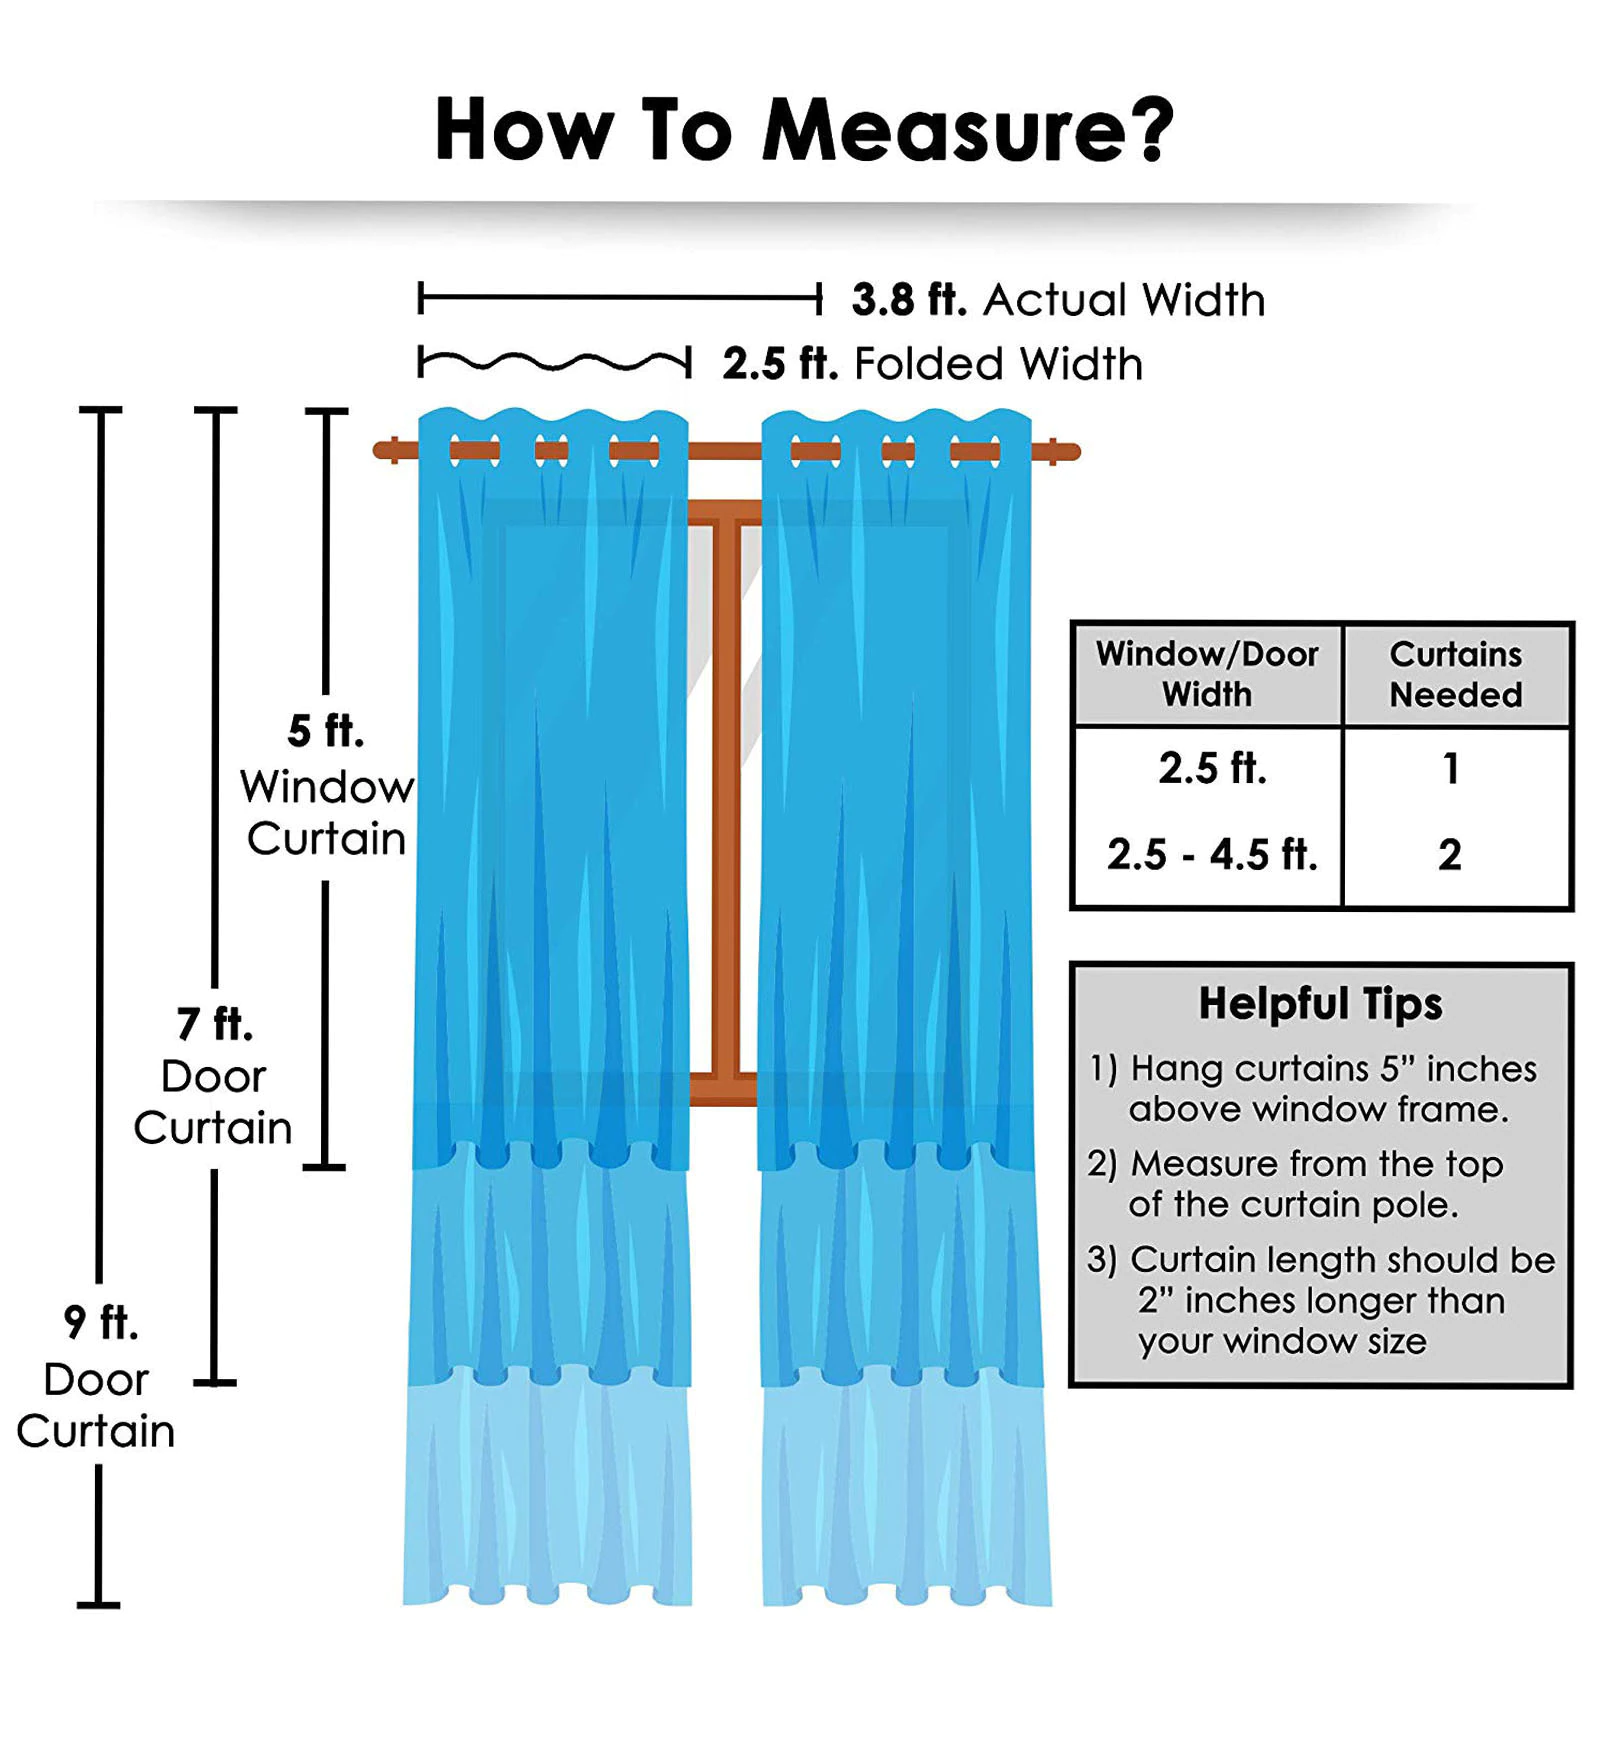 How To Measure?
3.8 ft. Actual Width
2.5 ft. Folded Width
5 ft.
Window
Curtain
7 ft.
Door
Curtain
9 ft.
Door
Curtain
Window/Door Width
Curtains Needed
2.5 ft.
1
2.5 - 4.5 ft.
2
Helpful Tips
1) Hang curtains 5” inches
above window frame.
2) Measure from the top
of the curtain pole.
3) Curtain length should be
2” inches longer than
your window size